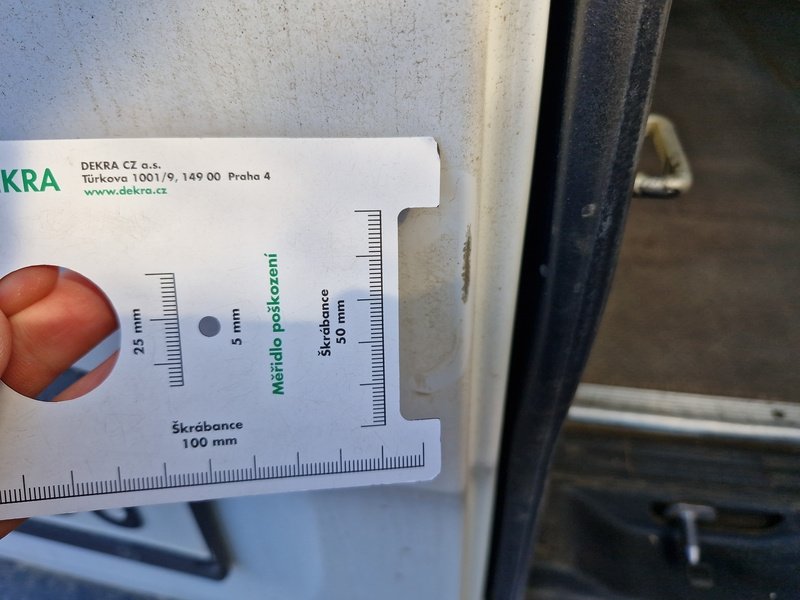 KRA
DEKRA CZ a.s.
Türkova 1001/9, 149 00 Praha 4
www.dekra.cz
25 mm
5 mm
Měřidlo poškození
Škrábance
50 mm
Škrábance
100 mm